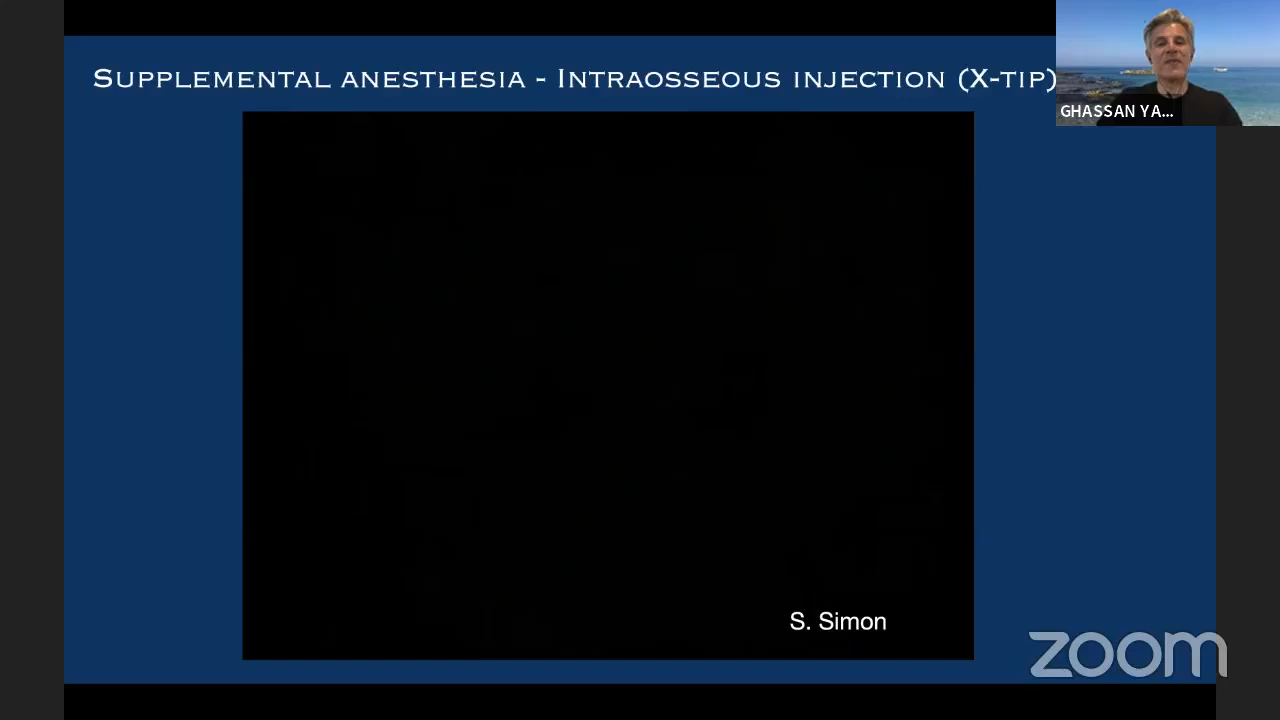 SUPPLEMENTAL ANESTHESIA - INTRAOSSEOUS INJECTION (X-TIP)
GHASSAN YA...
S. Simon
zoom